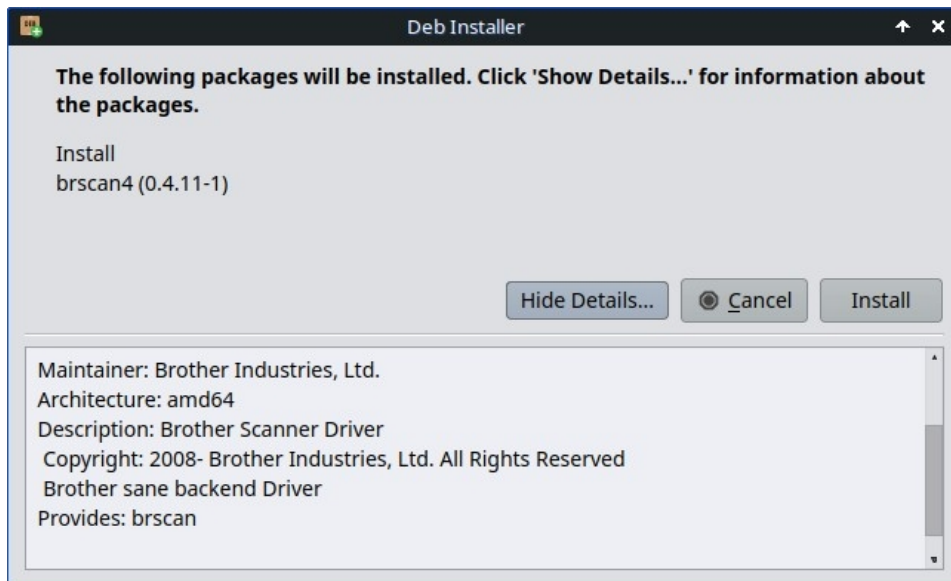 Deb Installer
The following packages will be installed. Click 'Show Details...' for information about
the packages.
Install
brscan4 (0.4.11-1)
Hide Details...
Cancel
Install
Maintainer: Brother Industries, Ltd.
Architecture: amd64
Description: Brother Scanner Driver
Copyright: 2008- Brother Industries, Ltd. All Rights Reserved
Brother sane backend Driver
Provides: brscan